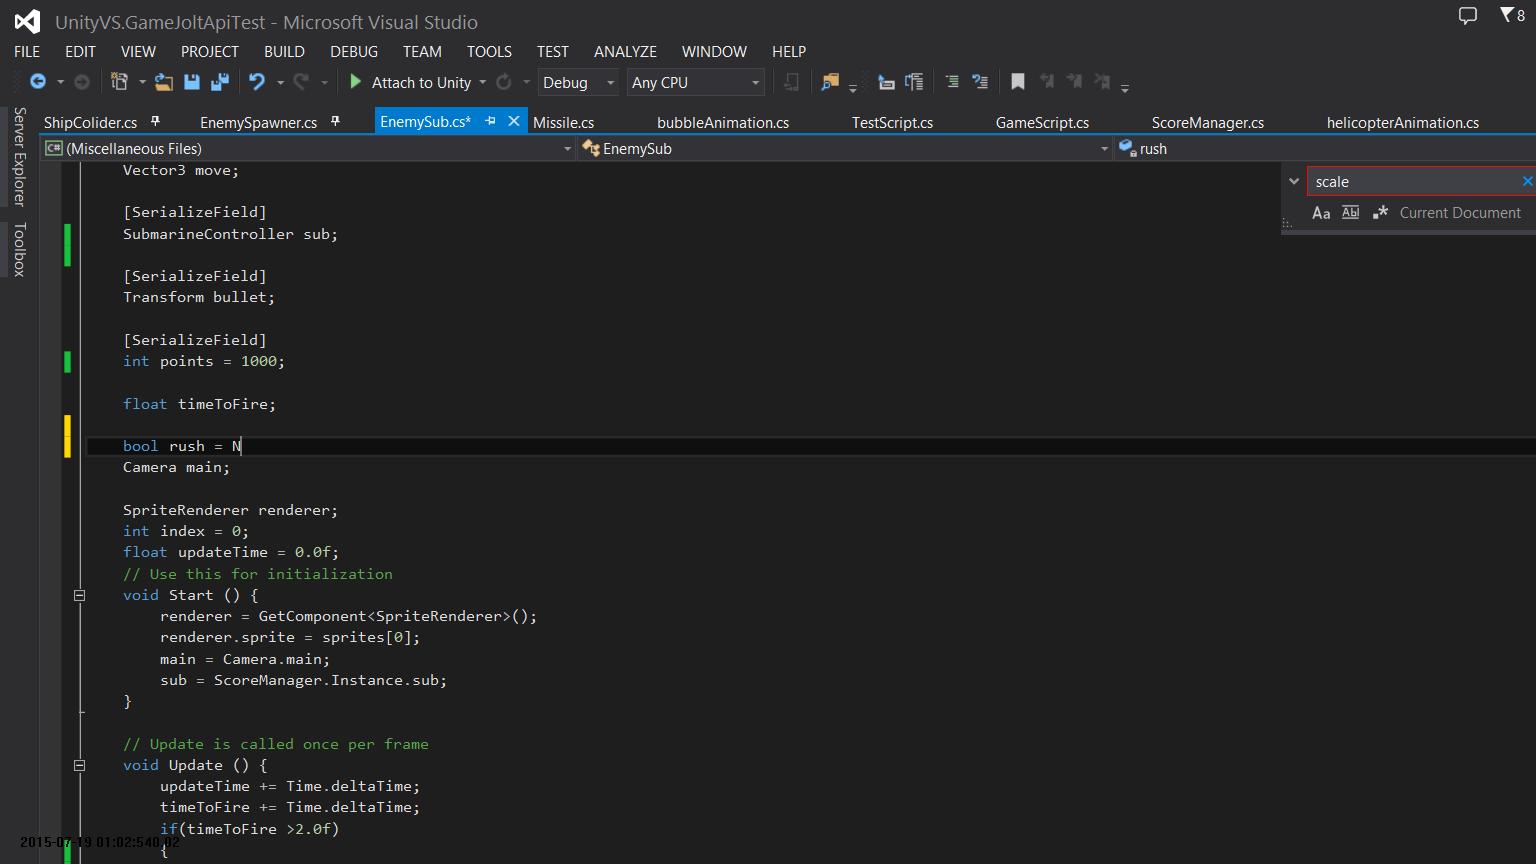 UnityVS.GameJoltApiTest - Microsoft Visual Studio
8
FILE EDIT VIEW PROJECT BUILD DEBUG TEAM TOOLS TEST ANALYZE WINDOW HELP
Attach to Unity Debug Any CPU
Server Explorer
Toolbox
ShipColider.cs EnemySpawner.cs EnemySub.cs* Missile.cs bubbleAnimation.cs TestScript.cs GameScript.cs ScoreManager.cs helicopterAnimation.cs
C# (Miscellaneous Files) EnemySub rush
scale
Aa Abl .* Current Document
Vector3 move;
[SerializeField]
SubmarineController sub;
[SerializeField]
Transform bullet;
[SerializeField]
int points = 1000;
float timeToFire;
bool rush = N
Camera main;
SpriteRenderer renderer;
int index = 0;
float updateTime = 0.0f;
// Use this for initialization
void Start () {
renderer = GetComponent<SpriteRenderer>();
renderer.sprite = sprites[0];
main = Camera.main;
sub = ScoreManager.Instance.sub;
}
// Update is called once per frame
void Update () {
updateTime += Time.deltaTime;
timeToFire += Time.deltaTime;
if(timeToFire >2.0f)
{
2015-07-19 01:02:540.02